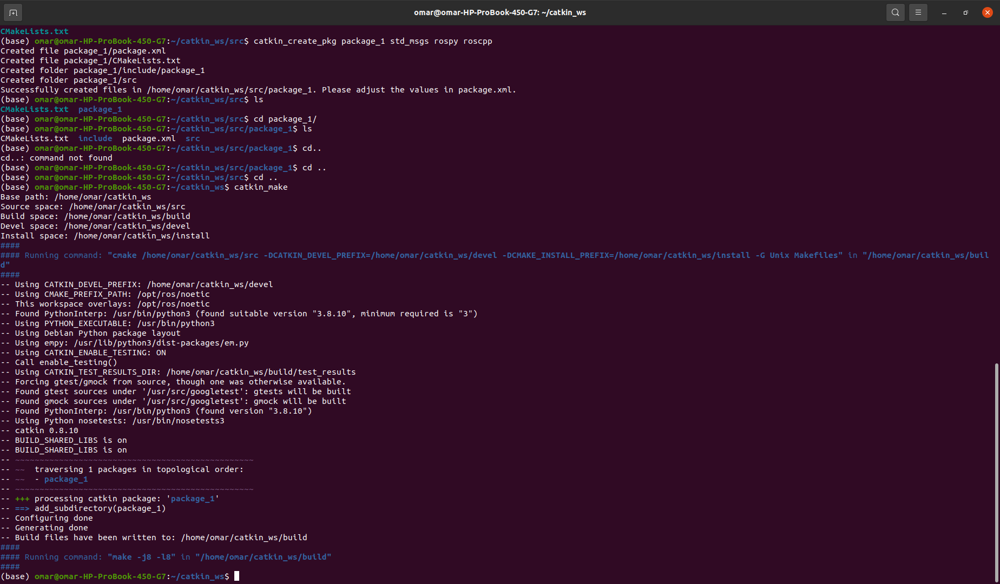 omar@omar-HP-ProBook-450-G7: ~/catkin_ws
CMakeLists.txt
(base) omar@omar-HP-ProBook-450-G7:~/catkin_ws/src$ catkin_create_pkg package_1 std_msgs rospy roscpp
Created file package_1/package.xml
Created file package_1/CMakeLists.txt
Created folder package_1/include/package_1
Created folder package_1/src
Successfully created files in /home/omar/catkin_ws/src/package_1. Please adjust the values in package.xml.
(base) omar@omar-HP-ProBook-450-G7:~/catkin_ws/src$ ls
CMakeLists.txt  package_1
(base) omar@omar-HP-ProBook-450-G7:~/catkin_ws/src$ cd package_1/
(base) omar@omar-HP-ProBook-450-G7:~/catkin_ws/src/package_1$ ls
CMakeLists.txt  include  package.xml  src
(base) omar@omar-HP-ProBook-450-G7:~/catkin_ws/src/package_1$ cd..
cd..: command not found
(base) omar@omar-HP-ProBook-450-G7:~/catkin_ws/src/package_1$ cd ..
(base) omar@omar-HP-ProBook-450-G7:~/catkin_ws/src$ cd ..
(base) omar@omar-HP-ProBook-450-G7:~/catkin_ws$ catkin_make
Base path: /home/omar/catkin_ws
Source space: /home/omar/catkin_ws/src
Build space: /home/omar/catkin_ws/build
Devel space: /home/omar/catkin_ws/devel
Install space: /home/omar/catkin_ws/install
####
#### Running command: "cmake /home/omar/catkin_ws/src -DCATKIN_DEVEL_PREFIX=/home/omar/catkin_ws/devel -DCMAKE_INSTALL_PREFIX=/home/omar/catkin_ws/install -G Unix Makefiles" in "/home/omar/catkin_ws/buil
d"
####
-- Using CATKIN_DEVEL_PREFIX: /home/omar/catkin_ws/devel
-- Using CMAKE_PREFIX_PATH: /opt/ros/noetic
-- This workspace overlays: /opt/ros/noetic
-- Found PythonInterp: /usr/bin/python3 (found suitable version "3.8.10", minimum required is "3")
-- Using PYTHON_EXECUTABLE: /usr/bin/python3
-- Using Debian Python package layout
-- Using empy: /usr/lib/python3/dist-packages/em.py
-- Using CATKIN_ENABLE_TESTING: ON
-- Call enable_testing()
-- Using CATKIN_TEST_RESULTS_DIR: /home/omar/catkin_ws/build/test_results
-- Forcing gtest/gmock from source, though one was otherwise available.
-- Found gtest sources under '/usr/src/googletest': gtests will be built
-- Found gmock sources under '/usr/src/googletest': gmock will be built
-- Found PythonInterp: /usr/bin/python3 (found version "3.8.10")
-- Using Python nosetests: /usr/bin/nosetests3
-- catkin 0.8.10
-- BUILD_SHARED_LIBS is on
-- BUILD_SHARED_LIBS is on
-- ~~~~~~~~~~~~~~~~~~~~~~~~~~~~~~~~~~~~~~~~~~~~~~~~~
-- ~~  traversing 1 packages in topological order:
-- ~~  - package_1
-- ~~~~~~~~~~~~~~~~~~~~~~~~~~~~~~~~~~~~~~~~~~~~~~~~~
-- +++ processing catkin package: 'package_1'
-- ==> add_subdirectory(package_1)
-- Configuring done
-- Generating done
-- Build files have been written to: /home/omar/catkin_ws/build
####
#### Running command: "make -j8 -l8" in "/home/omar/catkin_ws/build"
####
(base) omar@omar-HP-ProBook-450-G7:~/catkin_ws$